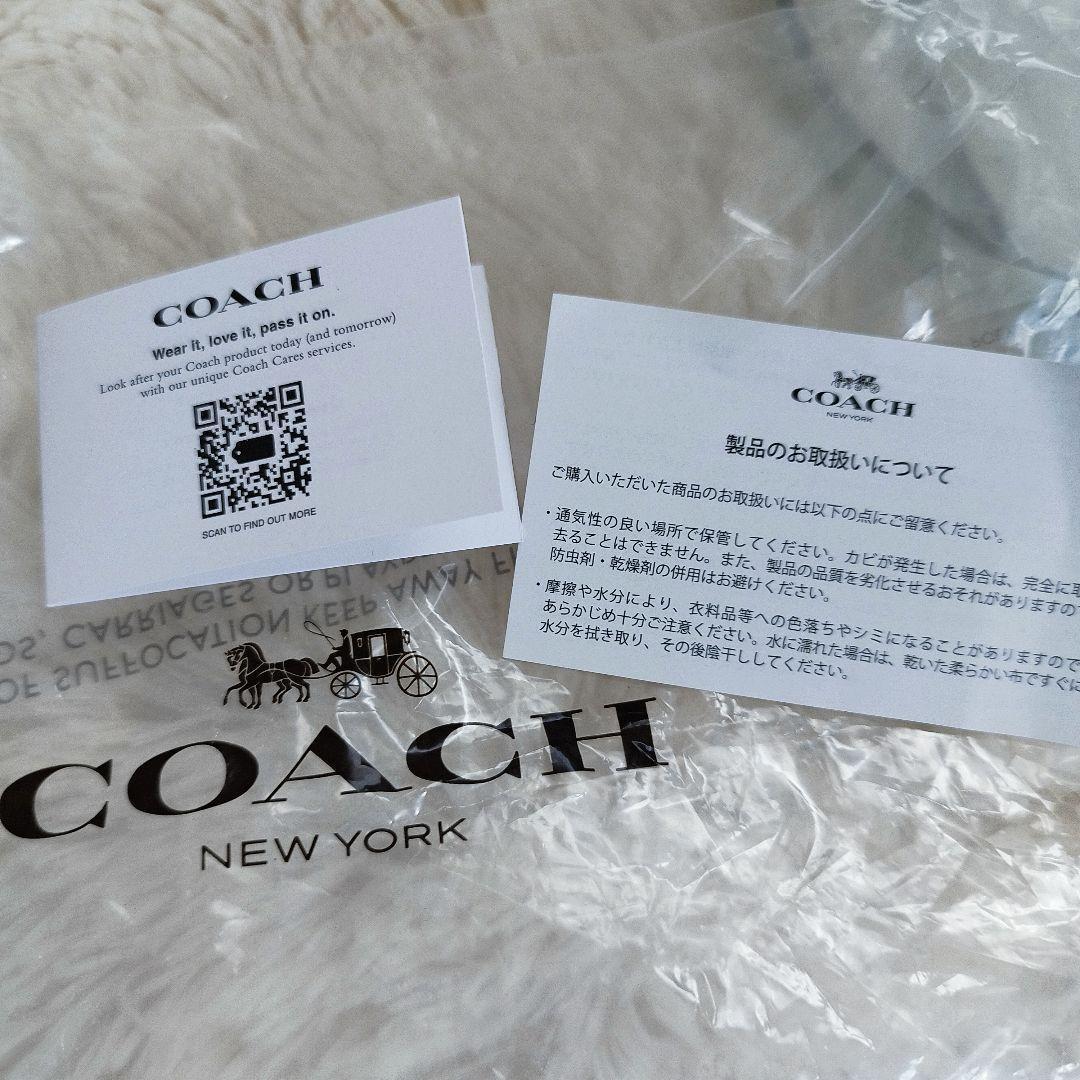 COACH
Wear it, love it, pass it on.
Look after your Coach product today (and tomorrow)
with our unique Coach Cares services.
SCAN TO FIND OUT MORE
COACH
NEW YORK
製品のお取扱いについて
ご購入いただいた商品のお取扱いには以下の点にご留意ください。
・通気性の良い場所で保管してください。カビが発生した場合は、完全に取
去ることはできません。また、製品の品質を劣化させるおそれがありますので
防虫剤・乾燥剤の併用はお避けください。
・摩擦や水分により、衣料品等への色落ちやシミになることがありますので
あらかじめ十分ご注意ください。水に濡れた場合は、乾いた柔らかい布ですぐに
水分を拭き取り、その後陰干ししてください。
CARRIAGES OR
OF SUFFOCATION KEEP AWAY
COACH
NEW YORK